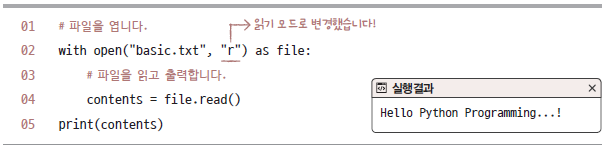 읽기 모드로 변경했습니다!
01 # 파일을 엽니다.
02 with open("basic.txt", "r") as file:
03 # 파일을 읽고 출력합니다.
04 contents = file.read()
05 print(contents)
실행결과
Hello Python Programming...!